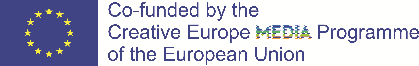 Co-funded by the
Creative Europe MEDIA Programme
of the European Union